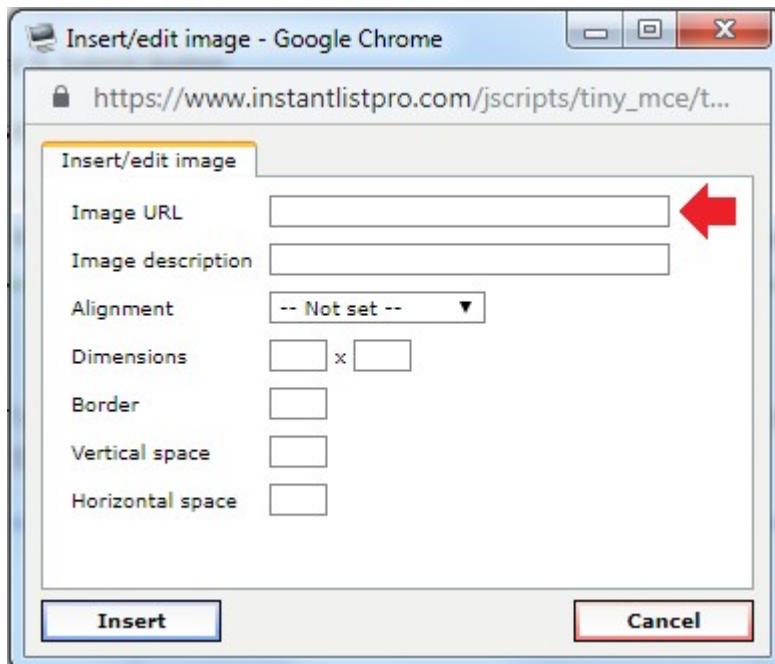 Insert/edit image - Google Chrome
https://www.instantlistpro.com/jscripts/tiny_mce/t...
Insert/edit image
Image URL
Image description
Alignment -- Not set --
Dimensions x
Border
Vertical space
Horizontal space
Insert Cancel